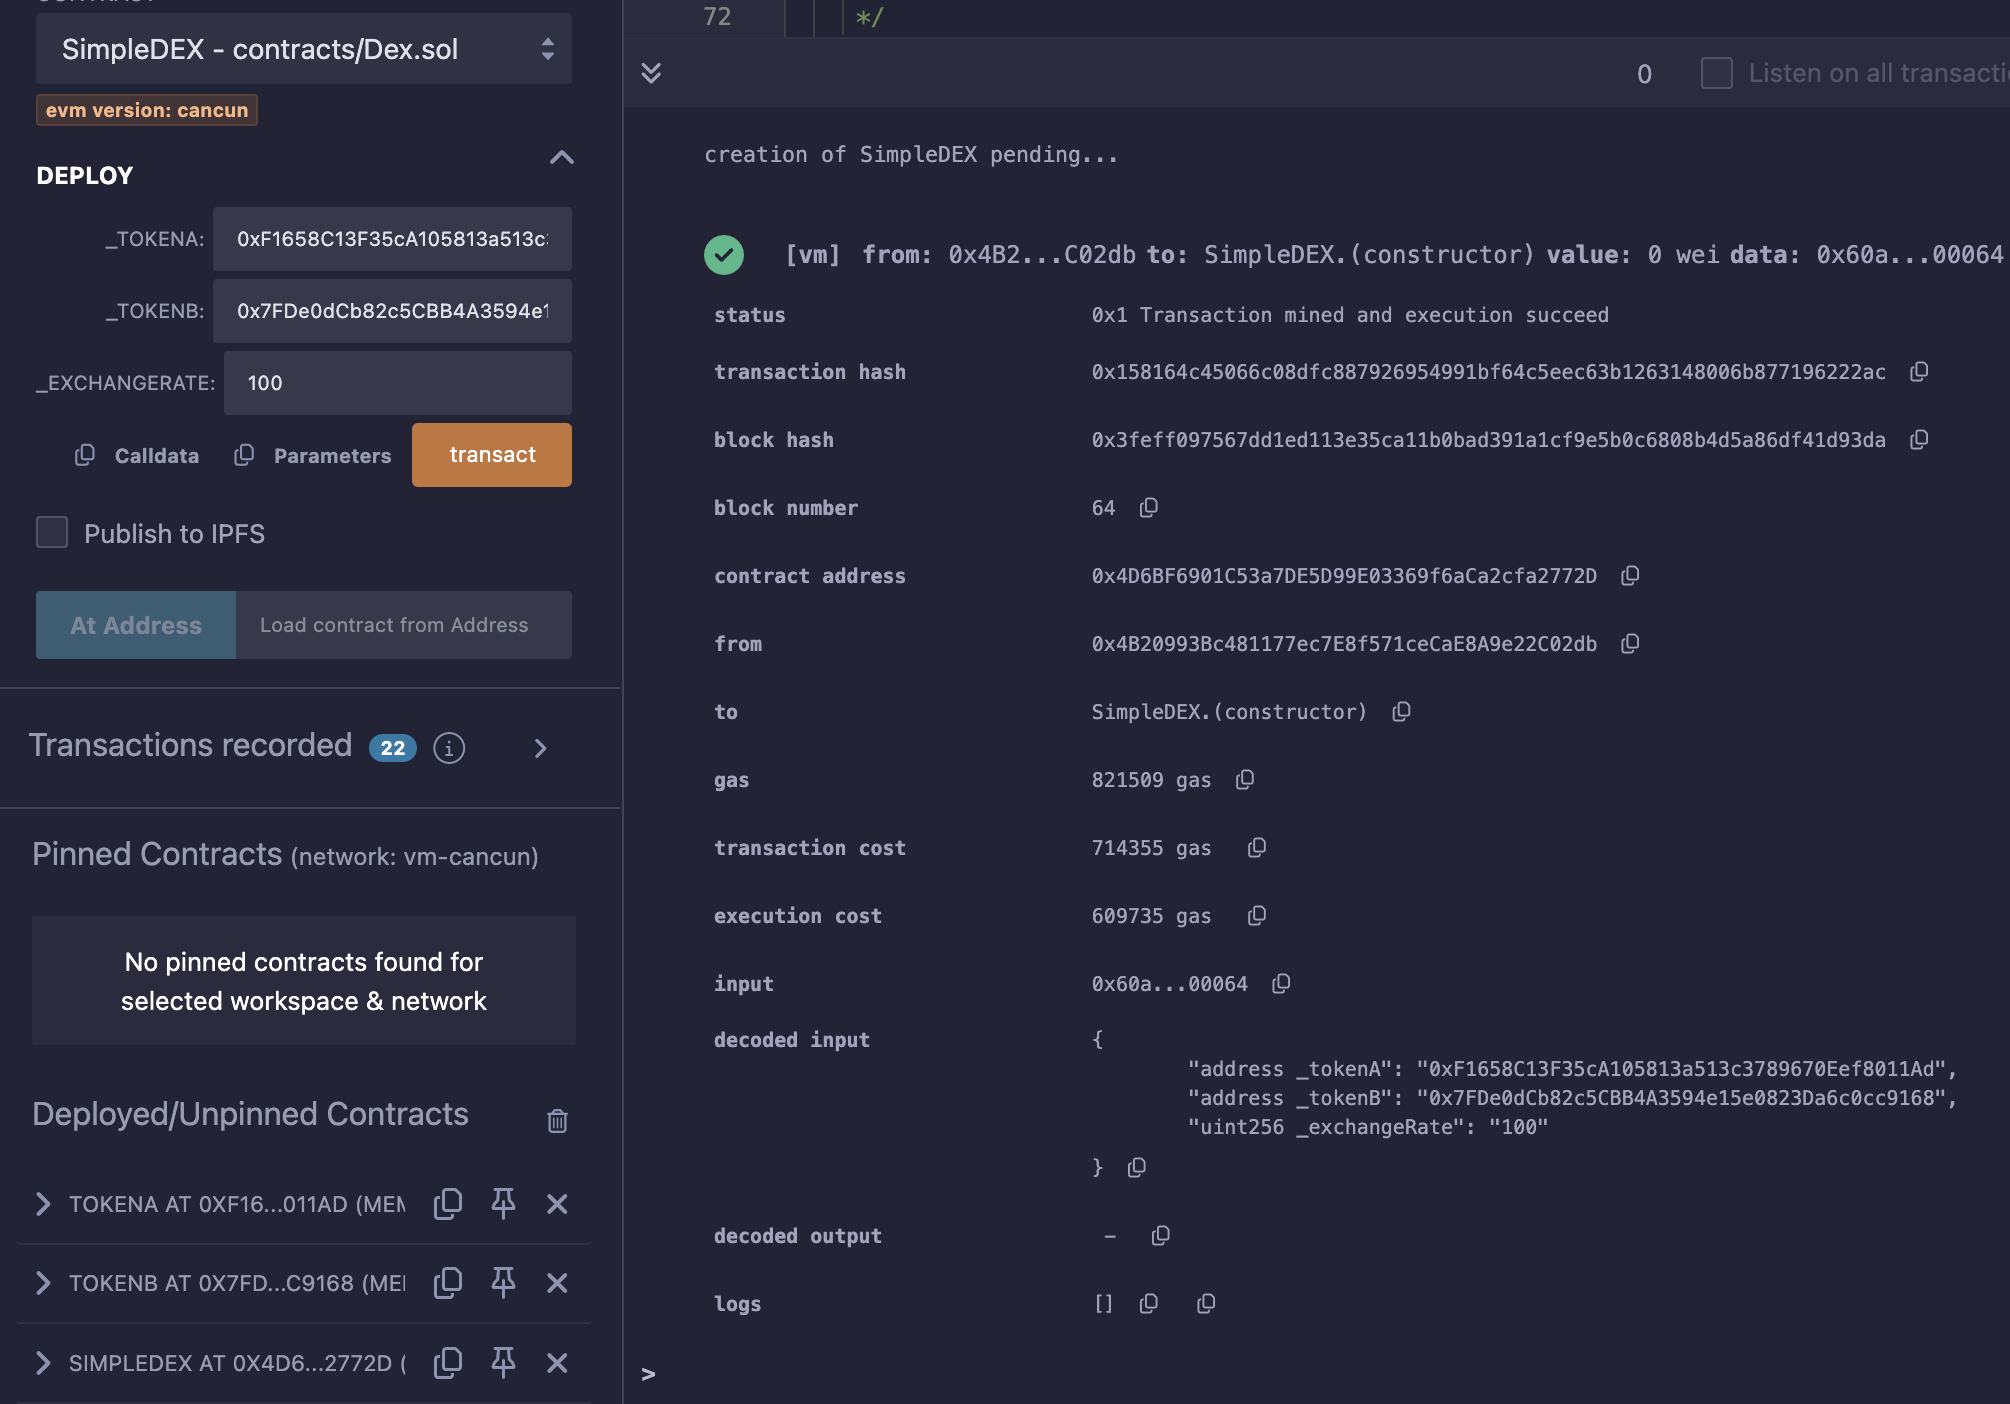 SimpleDEX - contracts/Dex.sol
evm version: cancun
DEPLOY
_TOKENA: 0xF1658C13F35cA105813a513c
_TOKENB: 0x7FDe0dCb82c5CBB4A3594e1
_EXCHANGERATE: 100
Calldata Parameters transact
Publish to IPFS
At Address Load contract from Address
Transactions recorded 22 i
Pinned Contracts (network: vm-cancun)
No pinned contracts found for
selected workspace & network
Deployed/Unpinned Contracts
TOKENA AT 0XF16...011AD (MEM
TOKENB AT 0X7FD...C9168 (MEI
SIMPLEDEX AT 0X4D6...2772D (
72 */
0 Listen on all transacti
creation of SimpleDEX pending...
[vm] from: 0x4B2...C02db to: SimpleDEX.(constructor) value: 0 wei data: 0x60a...00064
status 0x1 Transaction mined and execution succeed
transaction hash 0x158164c45066c08dfc887926954991bf64c5eec63b1263148006b877196222ac
block hash 0x3feff097567dd1ed113e35ca11b0bad391a1cf9e5b0c6808b4d5a86df41d93da
block number 64
contract address 0x4D6BF6901C53a7DE5D99E03369f6aCa2cfa2772D
from 0x4B20993Bc481177ec7E8f571ceCaE8A9e22C02db
to SimpleDEX.(constructor)
gas 821509 gas
transaction cost 714355 gas
execution cost 609735 gas
input 0x60a...00064
decoded input {
"address _tokenA": "0xF1658C13F35cA105813a513c3789670Eef8011Ad",
"address _tokenB": "0x7FDe0dCb82c5CBB4A3594e15e0823Da6c0cc9168",
"uint256 _exchangeRate": "100"
}
decoded output -
logs []
>